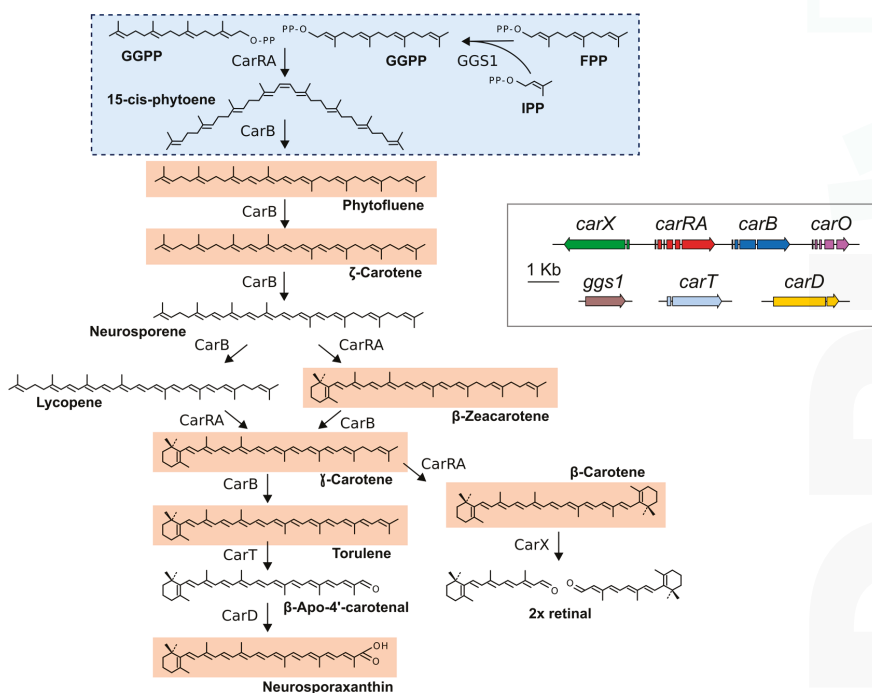 PP-O
PP-O
O-PP
GGPP
CarRA
GGPP
GGS1
FPP
PP-O
IPP
15-cis-phytoene
CarB
Phytofluene
CarB
ζ-Carotene
CarB
Neurosporene
CarB
CarRA
Lycopene
β-Zeacarotene
CarRA
CarB
ɣ-Carotene
CarRA
β-Carotene
CarB
Torulene
CarX
CarT
O
O
O
β-Apo-4'-carotenal
2x retinal
CarD
OH
O
Neurosporaxanthin
carX carRA carB carO
1 Kb
ggs1 carT carD